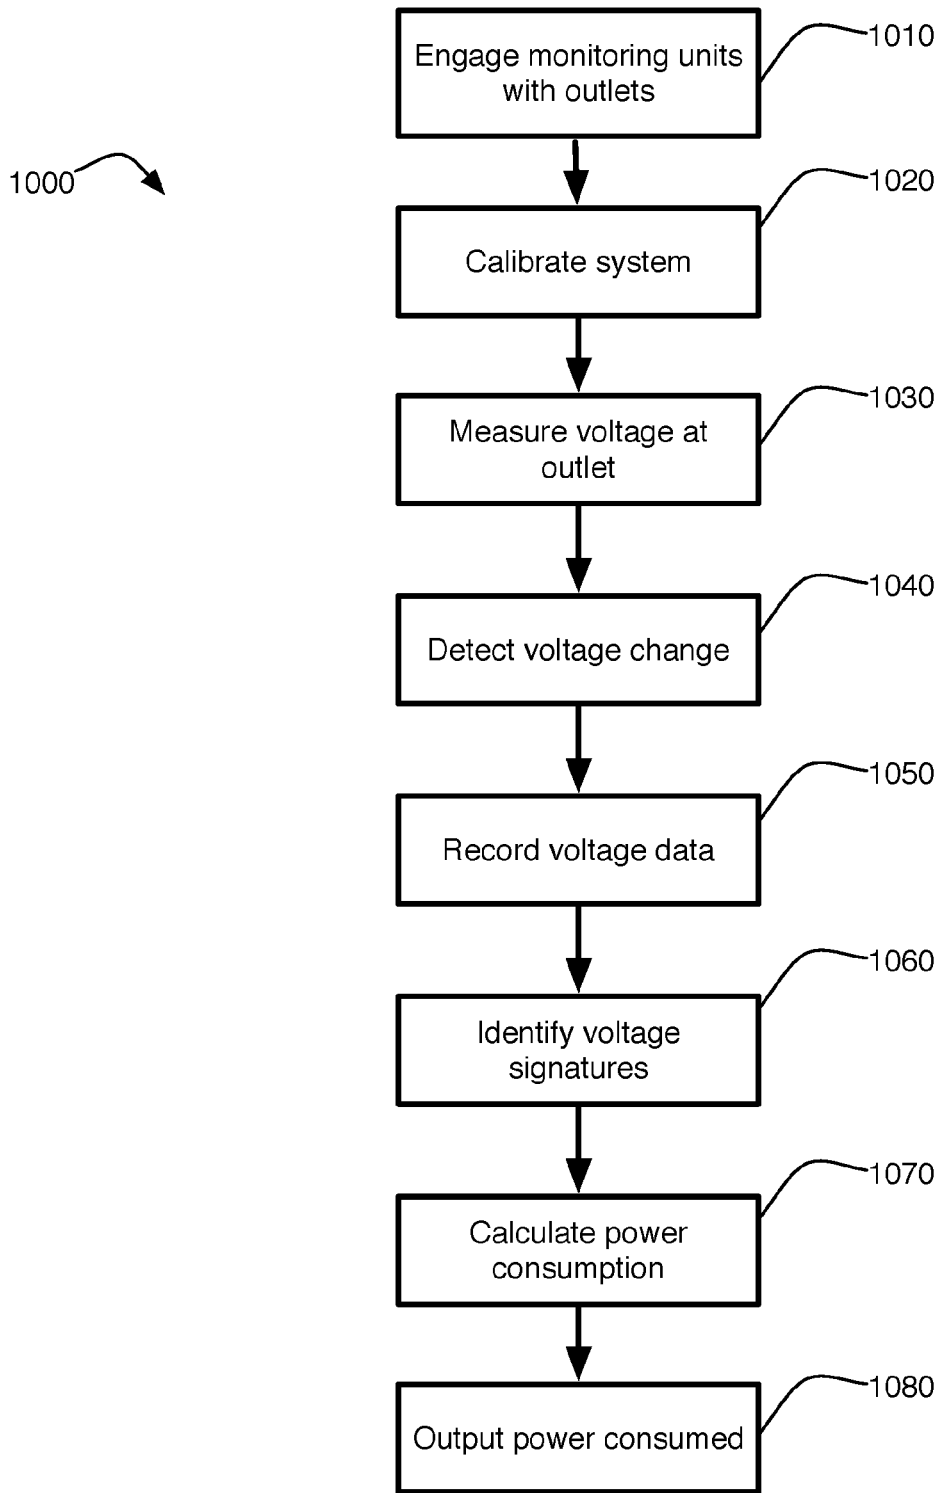 Engage monitoring units
with outlets
1010
1000
1020
Calibrate system
1030
Measure voltage at
outlet
1040
Detect voltage change
1050
Record voltage data
1060
Identify voltage
signatures
1070
Calculate power
consumption
1080
Output power consumed